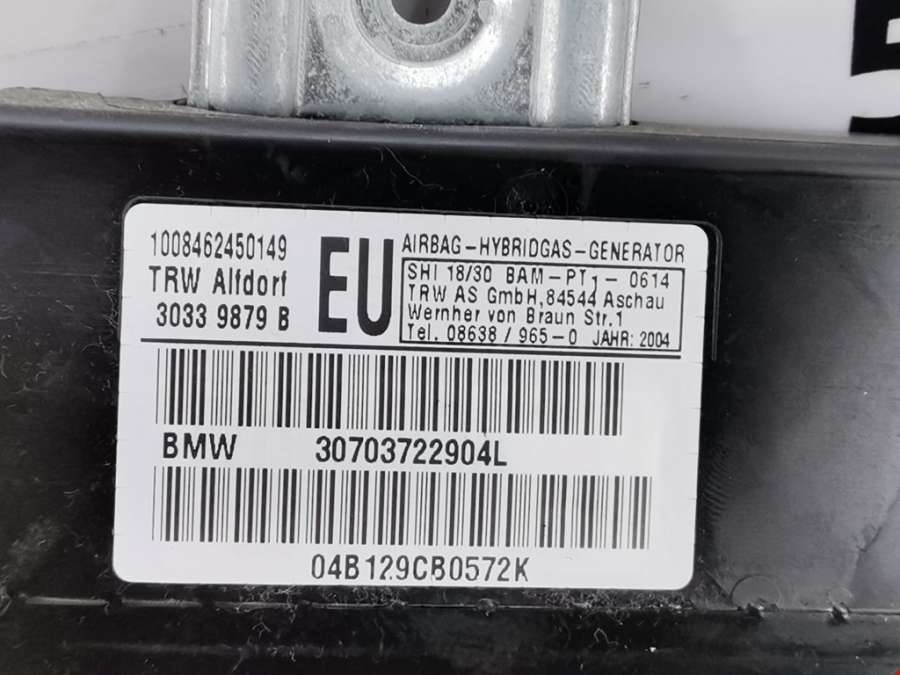 1008462450149
TRW Alfdorf
3033 9879 B
EU
AIRBAG-HYBRIDGAS-GENERATOR
SHI 18/30 BAM-PT1-0614
TRW AS GmbH,84544 Aschau
Wernher von Braun Str.1
Tel. 08638/965-0 JAHR: 2004
BMW 30703722904L
04B129CB0572K